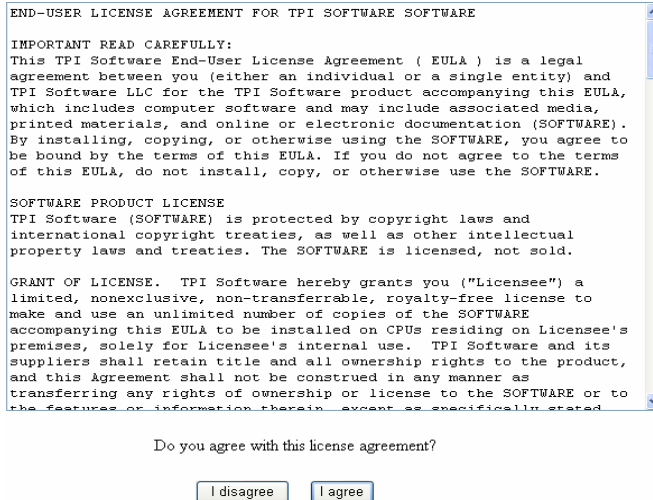 END-USER LICENSE AGREEMENT FOR TPI SOFTWARE SOFTWARE
IMPORTANT READ CAREFULLY:
This TPI Software End-User License Agreement ( EULA ) is a legal
agreement between you (either an individual or a single entity) and
TPI Software LLC for the TPI Software product accompanying this EULA,
which includes computer software and may include associated media,
printed materials, and online or electronic documentation (SOFTWARE).
By installing, copying, or otherwise using the SOFTWARE, you agree to
be bound by the terms of this EULA. If you do not agree to the terms
of this EULA, do not install, copy, or otherwise use the SOFTWARE.
SOFTWARE PRODUCT LICENSE
TPI Software (SOFTWARE) is protected by copyright laws and
international copyright treaties, as well as other intellectual
property laws and treaties. The SOFTWARE is licensed, not sold.
GRANT OF LICENSE.  TPI Software hereby grants you ("Licensee") a
limited, nonexclusive, non-transferrable, royalty-free license to
make and use an unlimited number of copies of the SOFTWARE
accompanying this EULA to be installed on CPUs residing on Licensee's
premises, solely for Licensee's internal use.  TPI Software and its
suppliers shall retain title and all ownership rights to the product,
and this Agreement shall not be construed in any manner as
transferring any rights of ownership or license to the SOFTWARE or to
the features or information therein, except as specifically stated
Do you agree with this license agreement?
I disagree
I agree